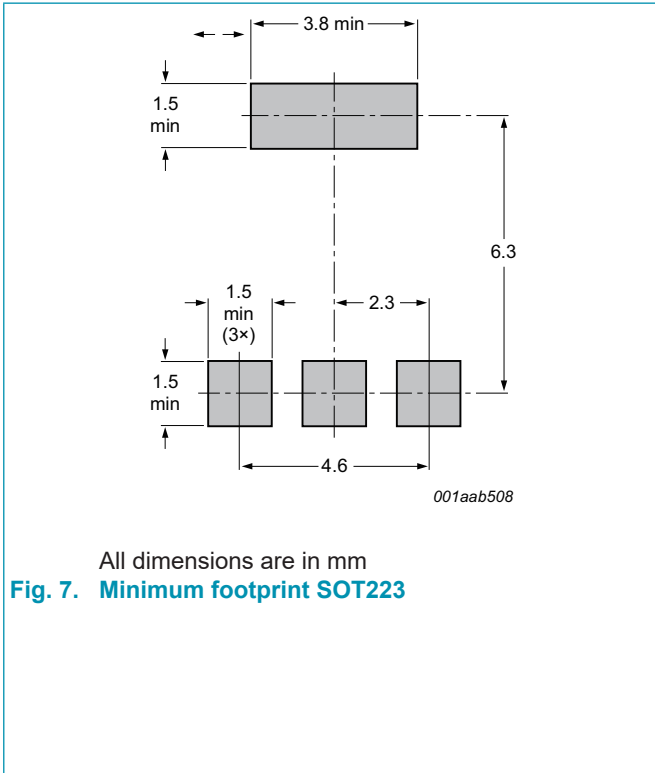 3.8 min
1.5
min
6.3
1.5
min
(3×)
2.3
1.5
min
4.6
001aab508
All dimensions are in mm
Fig. 7. Minimum footprint SOT223